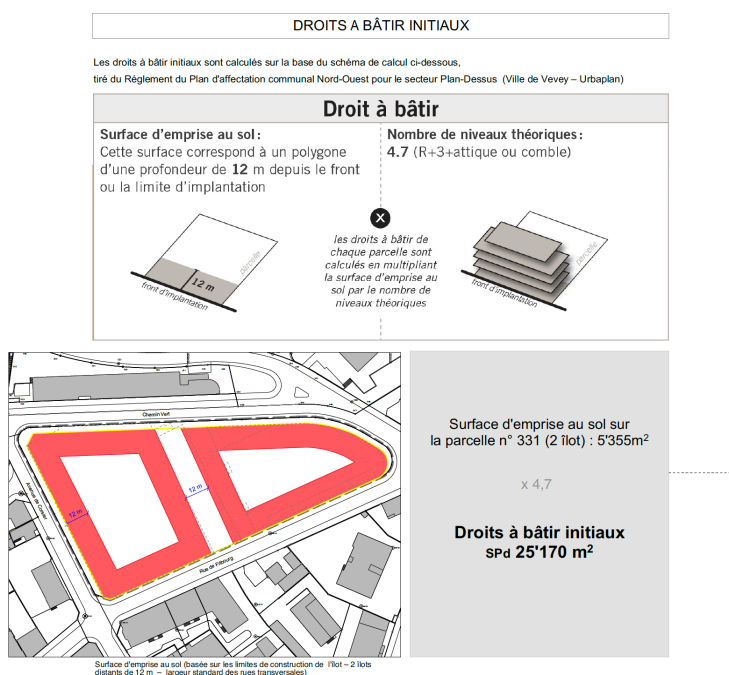 DROITS A BÂTIR INITIAUX
Les droits à bâtir initiaux sont calculés sur la base du schéma de calcul ci-dessous,
tiré du Réglement du Plan d'affectation communal Nord-Ouest pour le secteur Plan-Dessus (Ville de Vevey – Urbaplan)
Droit à bâtir
Surface d'emprise au sol :
Cette surface correspond à un polygone
d'une profondeur de 12 m depuis le front
ou la limite d'implantation
parcelle
12 m
front d'implantation
Nombre de niveaux théoriques :
4.7 (R+3+attique ou comble)
x
les droits à bâtir de
chaque parcelle sont
calculés en multipliant
la surface d'emprise au
sol par le nombre de
niveaux théoriques
parcelle
front d'implantation
Chemin Vert
12 m
12 m
Rue de Fribourg
Surface d'emprise au sol sur
la parcelle n° 331 (2 îlot) : 5'355m²
x 4,7
Droits à bâtir initiaux
SPd 25'170 m²
Surface d'emprise au sol (basée sur les limites de construction de l'îlot – 2 îlots
distants de 12 m – largeur standard des rues transversales)